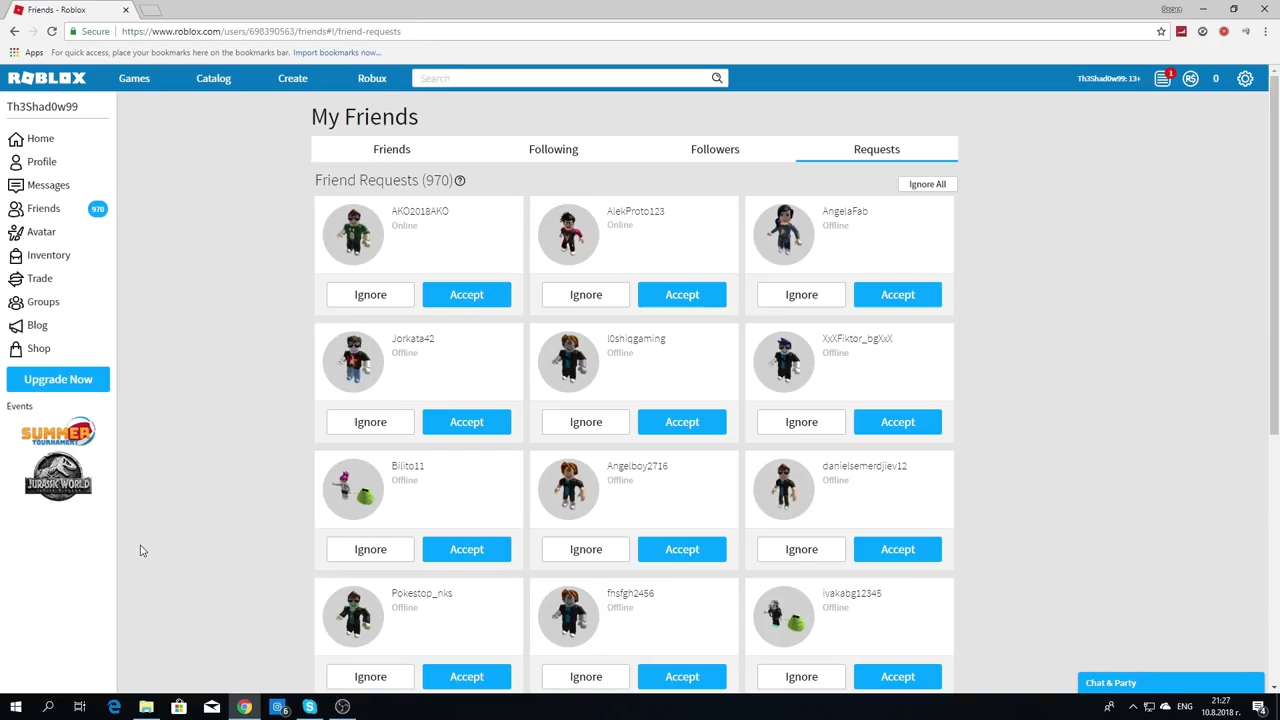 Friends - Roblox
Secure
https://www.roblox.com/users/698390563/friends#!/friend-requests
Apps
For quick access, place your bookmarks here on the bookmarks bar. Import bookmarks now...
ROBLOX
Games
Catalog
Create
Robux
Search
Th3Shad0w99: 13+
1
R$
0
Th3Shad0w99
Home
Profile
Messages
Friends
970
Avatar
Inventory
Trade
Groups
Blog
Shop
Upgrade Now
Events
SUMMER
TOURNAMENT
JURASSIC WORLD
My Friends
Friends
Following
Followers
Requests
Friend Requests (970)
Ignore All
AKO2018AKO
Online
Ignore
Accept
AlekProto123
Online
Ignore
Accept
AngelaFab
Offline
Ignore
Accept
Jorkata42
Offline
Ignore
Accept
l0shiqgaming
Offline
Ignore
Accept
XxXFiktor_bgXxX
Offline
Ignore
Accept
Bilito11
Offline
Ignore
Accept
Angelboy2716
Offline
Ignore
Accept
danielsemerdjiev12
Offline
Ignore
Accept
Pokestop_nks
Offline
Ignore
Accept
fhsfgh2456
Offline
Ignore
Accept
ivakabg12345
Offline
Ignore
Accept
Chat & Party
6
ENG
21:27
10.8.2018 г.
4